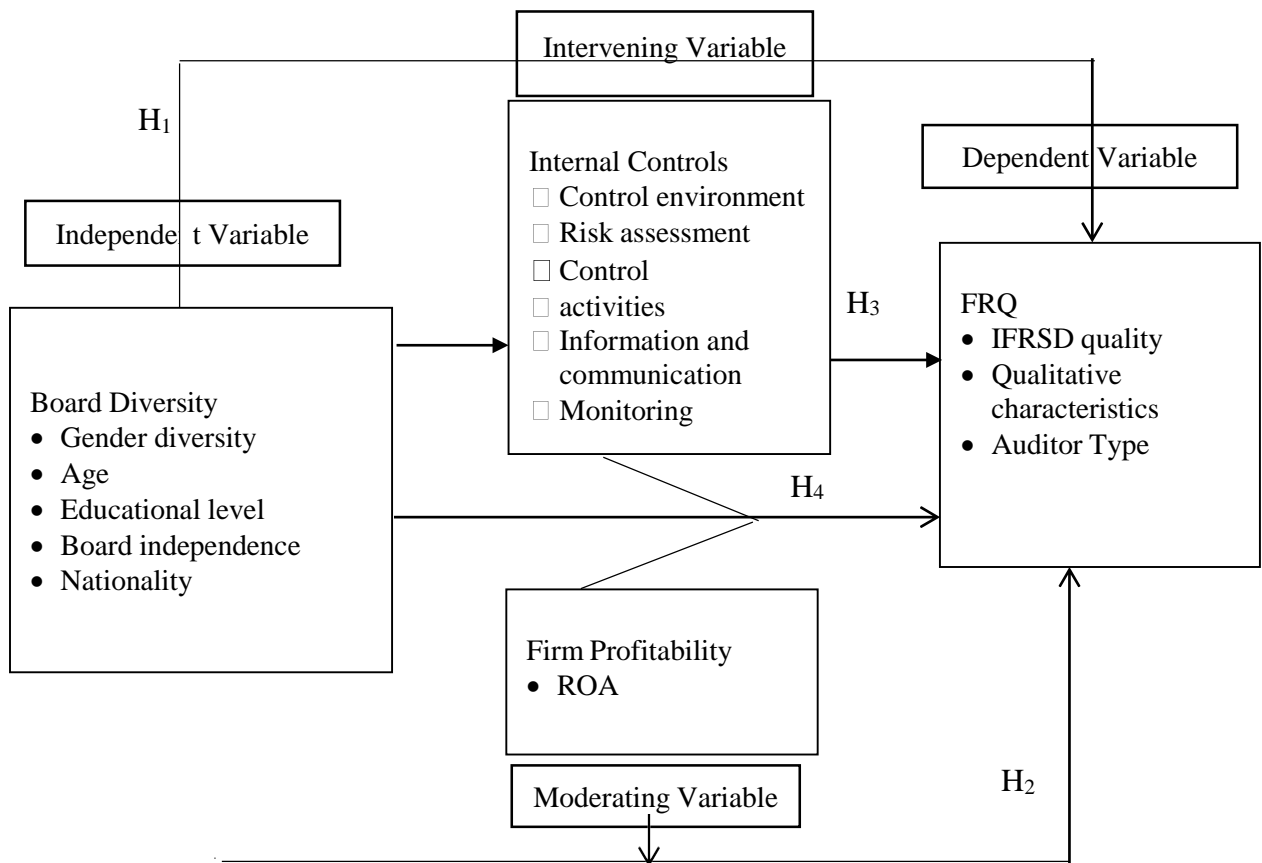 Intervening Variable
H1
Dependent Variable
Internal Controls
□ Control environment
□ Risk assessment
□ Control
□ activities
□ Information and
communication
□ Monitoring
Independe t Variable
H3
FRQ
• IFRSD quality
• Qualitative
characteristics
• Auditor Type
Board Diversity
• Gender diversity
• Age
• Educational level
• Board independence
• Nationality
H4
Firm Profitability
• ROA
H2
Moderating Variable